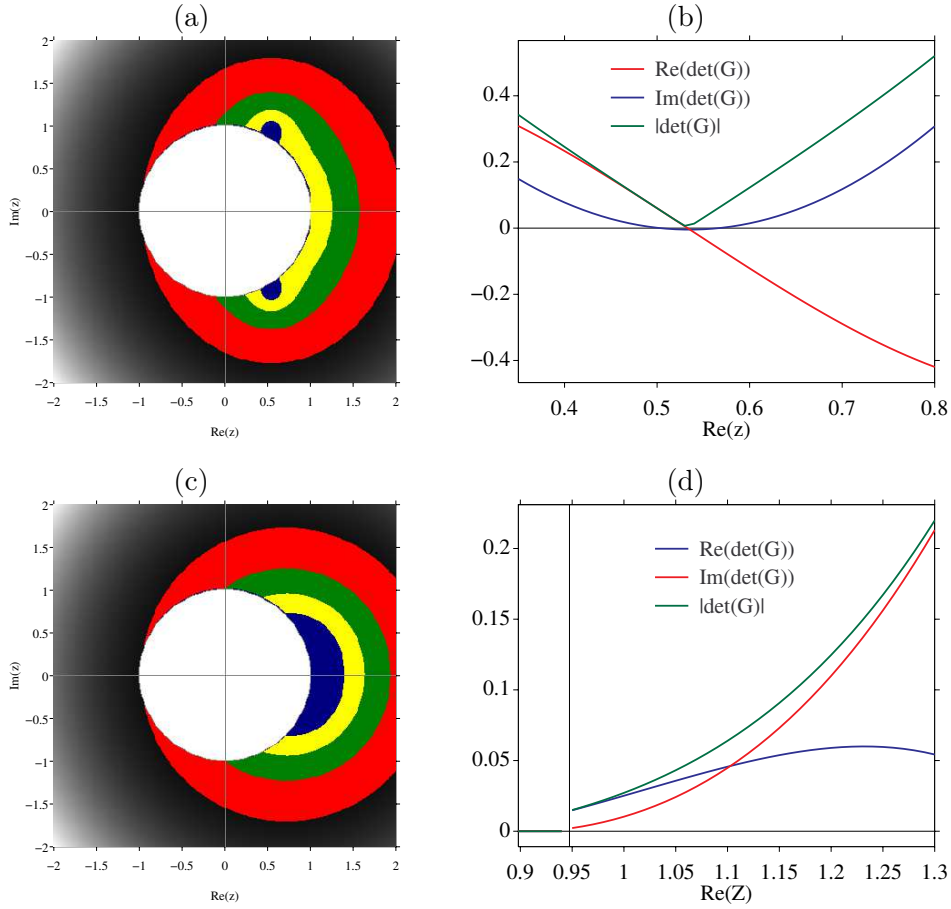 (a)
2
1.5
1
0.5
0
−0.5
−1
−1.5
−2
Im(z)
−2 −1.5 −1 −0.5 0 0.5 1 1.5 2
Re(z)
(b)
Re(det(G))
Im(det(G))
|det(G)|
0.4
0.2
0
−0.2
−0.4
0.4 0.5 0.6 0.7 0.8
Re(z)
(c)
2
1.5
1
0.5
0
−0.5
−1
−1.5
−2
Im(z)
−2 −1.5 −1 −0.5 0 0.5 1 1.5 2
Re(z)
(d)
Re(det(G))
Im(det(G))
|det(G)|
0.2
0.15
0.1
0.05
0
0.9 0.95 1 1.05 1.1 1.15 1.2 1.25 1.3
Re(Z)